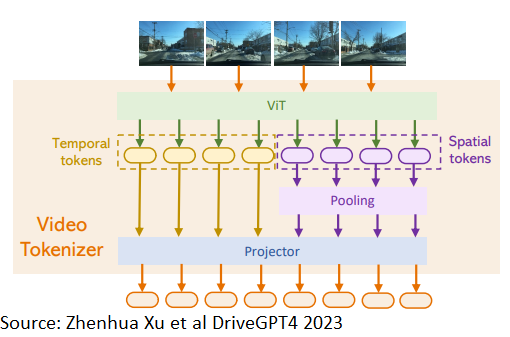 ViT
Temporal
tokens
Spatial
tokens
Pooling
Video
Tokenizer
Projector
Source: Zhenhua Xu et al DriveGPT4 2023